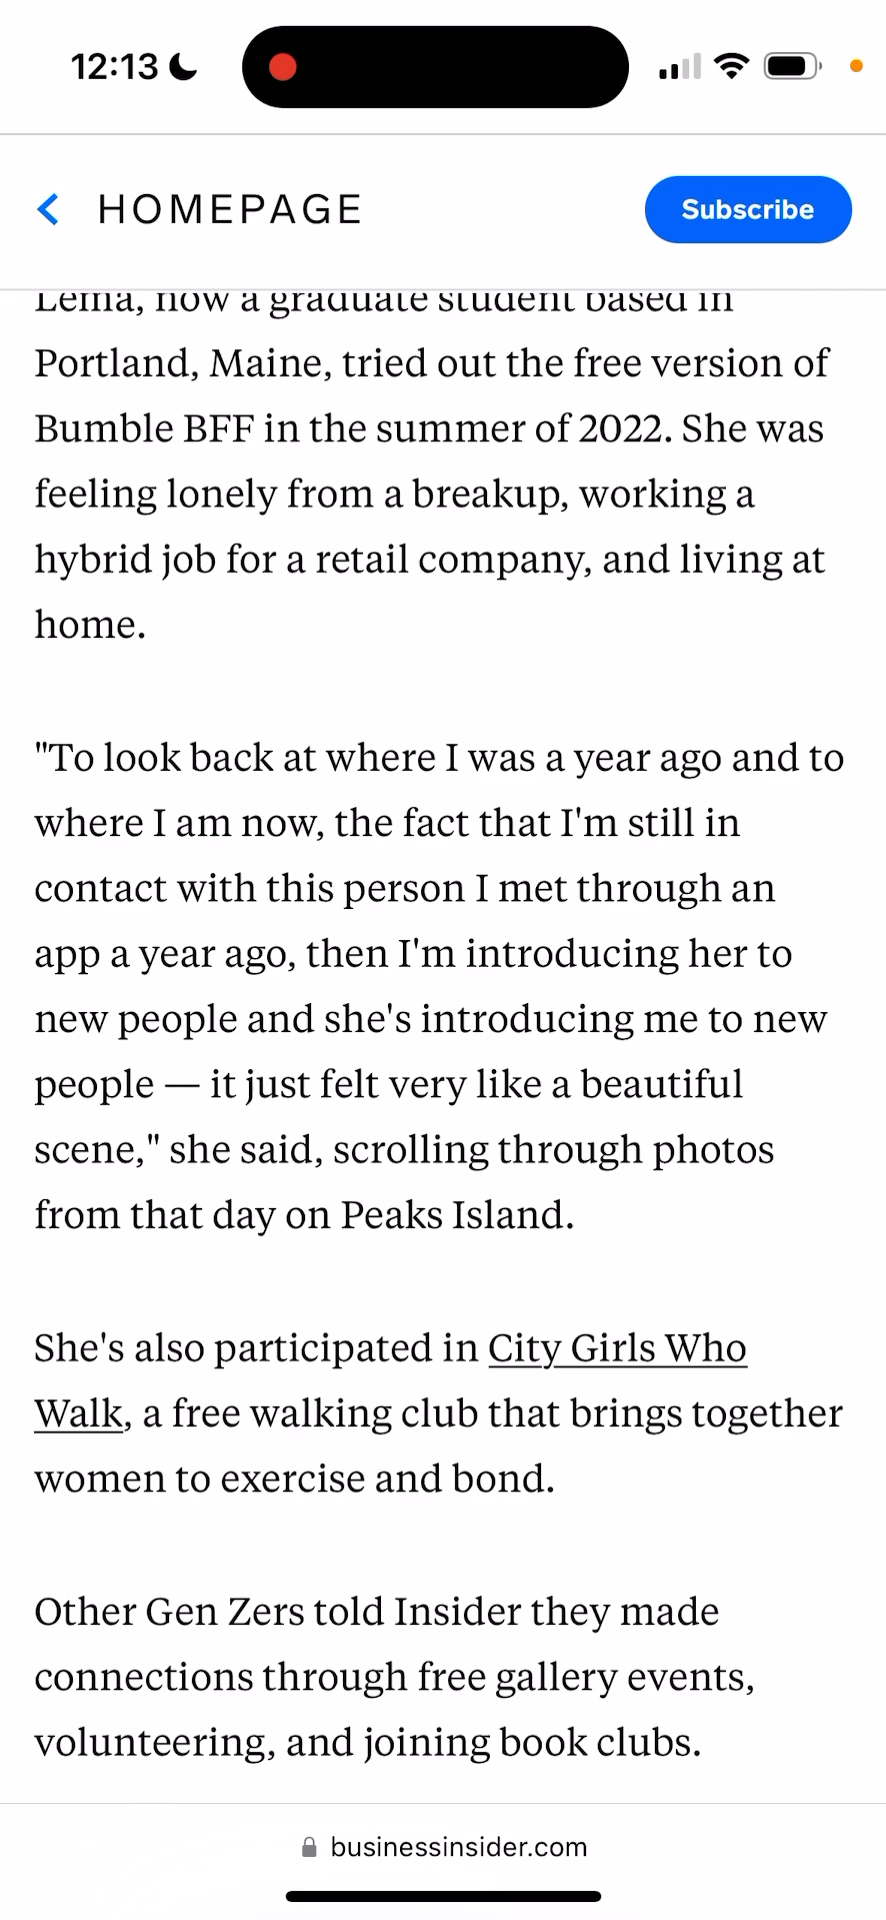 12:13
HOMEPAGE
Subscribe
Lema, now a graduate student based in
Portland, Maine, tried out the free version of
Bumble BFF in the summer of 2022. She was
feeling lonely from a breakup, working a
hybrid job for a retail company, and living at
home.
"To look back at where I was a year ago and to
where I am now, the fact that I'm still in
contact with this person I met through an
app a year ago, then I'm introducing her to
new people and she's introducing me to new
people — it just felt very like a beautiful
scene," she said, scrolling through photos
from that day on Peaks Island.
She's also participated in City Girls Who
Walk, a free walking club that brings together
women to exercise and bond.
Other Gen Zers told Insider they made
connections through free gallery events,
volunteering, and joining book clubs.
businessinsider.com